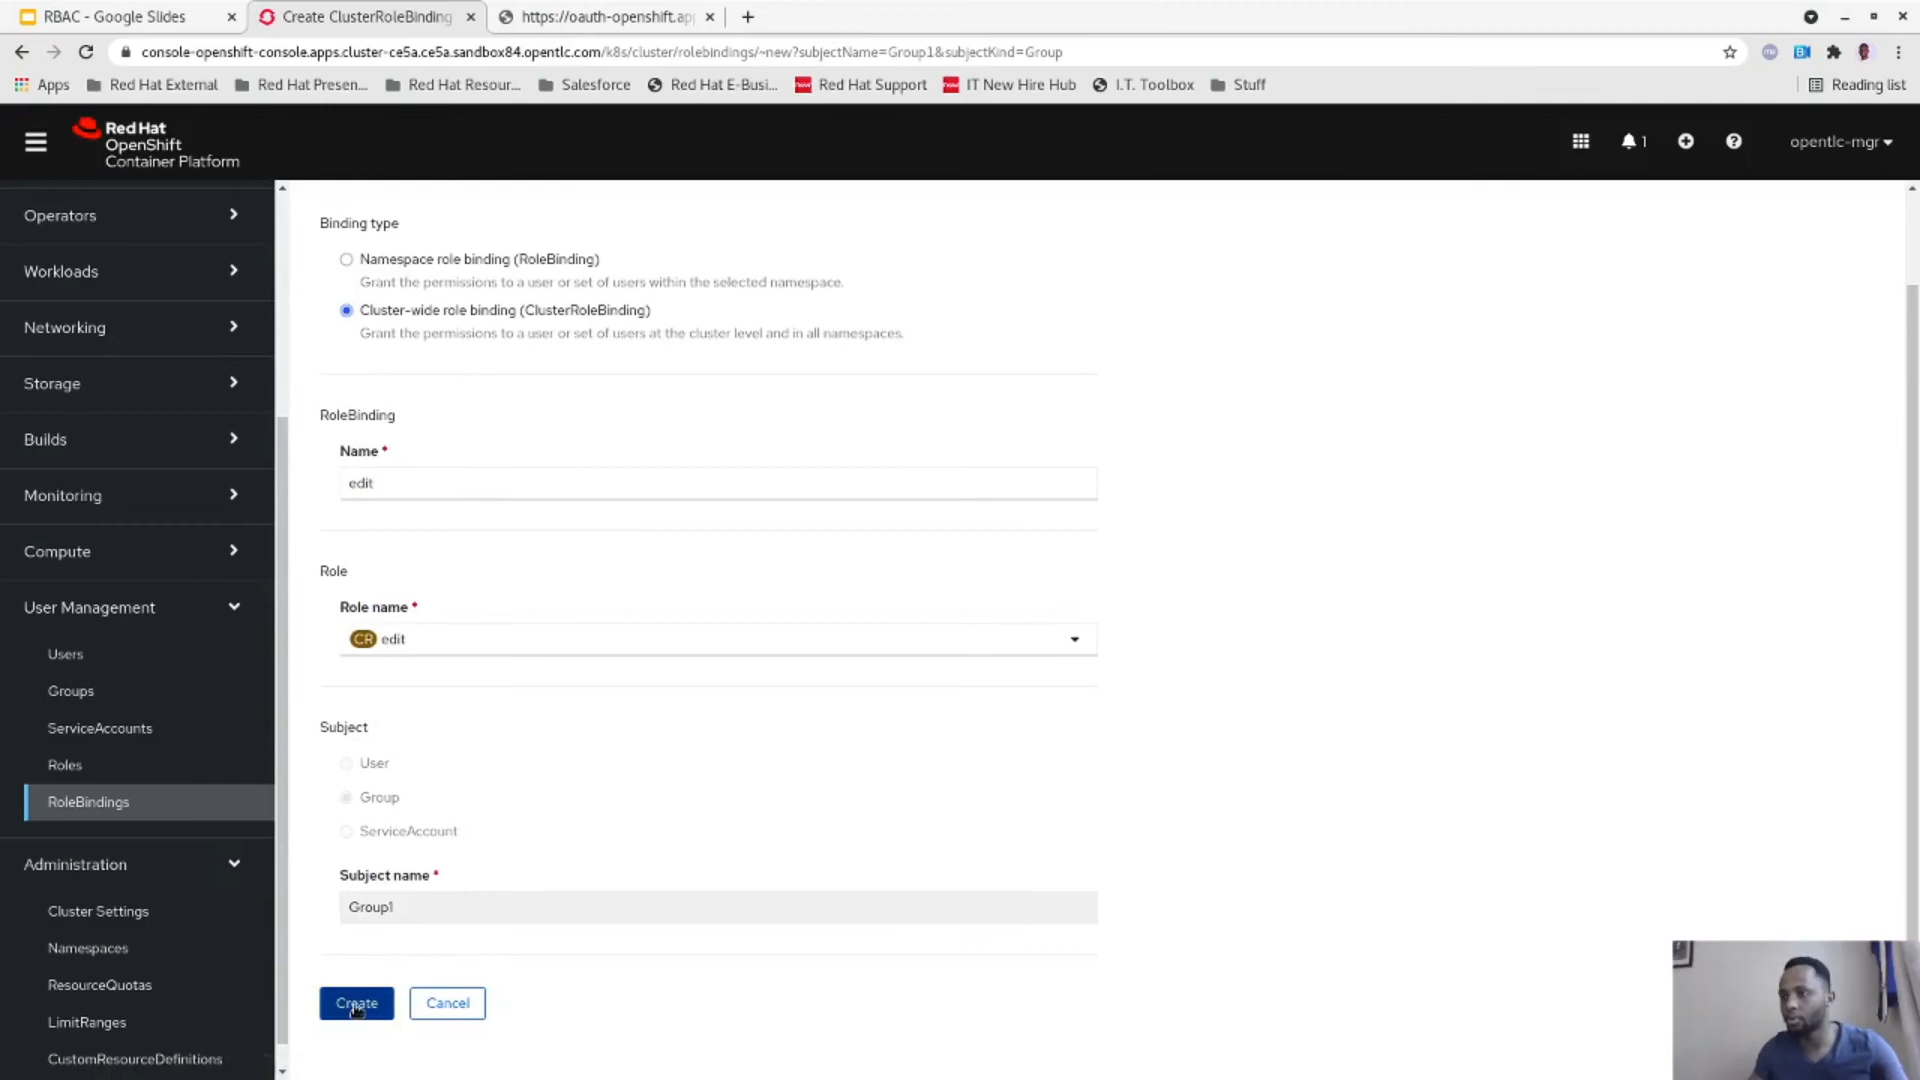 RBAC - Google Slides
Create ClusterRoleBinding
https://oauth-openshift.ap
console-openshift-console.apps.cluster-ce5a.ce5a.sandbox84.opentlc.com/k8s/cluster/rolebindings/~new?subjectName=Group1&subjectKind=Group
Apps
Red Hat External
Red Hat Presen...
Red Hat Resour...
Salesforce
Red Hat E-Busi...
Red Hat Support
IT New Hire Hub
I.T. Toolbox
Stuff
Reading list
Red Hat
OpenShift
Container Platform
1
opentlc-mgr
Operators
Workloads
Networking
Storage
Builds
Monitoring
Compute
User Management
Users
Groups
ServiceAccounts
Roles
RoleBindings
Administration
Cluster Settings
Namespaces
ResourceQuotas
LimitRanges
CustomResourceDefinitions
Binding type
Namespace role binding (RoleBinding)
Grant the permissions to a user or set of users within the selected namespace.
Cluster-wide role binding (ClusterRoleBinding)
Grant the permissions to a user or set of users at the cluster level and in all namespaces.
RoleBinding
Name *
edit
Role
Role name *
CR edit
Subject
User
Group
ServiceAccount
Subject name *
Group1
Create
Cancel